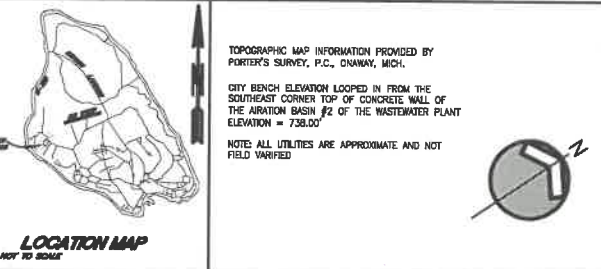 N
LOCATION MAP
NOT TO SCALE
TOPOGRAPHIC MAP INFORMATION PROVIDED BY
PORTER'S SURVEY, P.C., ONAWAY, MICH.
CITY BENCH ELEVATION LOOPED IN FROM THE
SOUTHEAST CORNER TOP OF CONCRETE WALL OF
THE AIRATION BASIN #2 OF THE WASTEWATER PLANT
ELEVATION = 738.00'
NOTE: ALL UTILITIES ARE APPROXIMATE AND NOT
FIELD VARIFIED
N